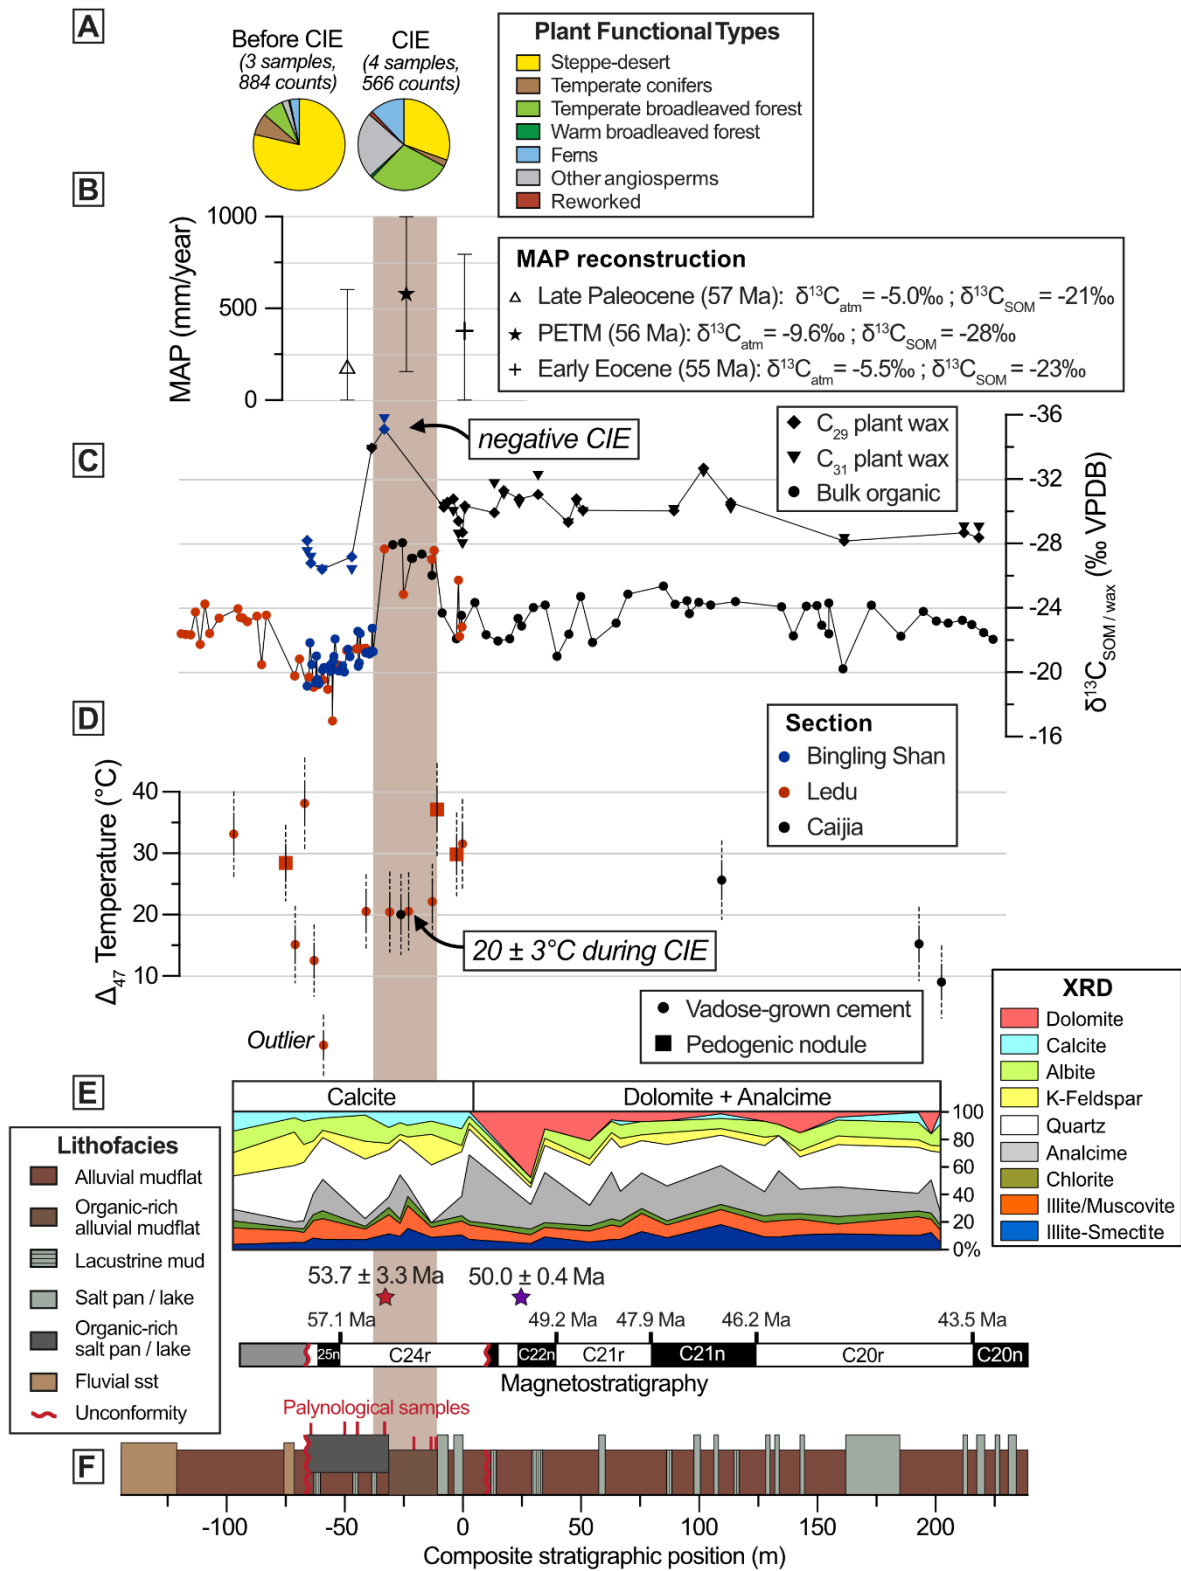 A
Before CIE
(3 samples,
884 counts)
CIE
(4 samples,
566 counts)
Plant Functional Types
Steppe-desert
Temperate conifers
Temperate broadleaved forest
Warm broadleaved forest
Ferns
Other angiosperms
Reworked
B
MAP (mm/year)
1000
500
0
MAP reconstruction
Late Paleocene (57 Ma): δ¹³Catm = -5.0‰ ; δ¹³CSOM = -21‰
PETM (56 Ma): δ¹³Catm = -9.6‰ ; δ¹³CSOM = -28‰
Early Eocene (55 Ma): δ¹³Catm = -5.5‰ ; δ¹³CSOM = -23‰
C
negative CIE
C₂₉ plant wax
C₃₁ plant wax
Bulk organic
-36
-32
-28
-24
-20
-16
δ¹³CSOM / wax (‰ VPDB)
D
Δ₄₇ Temperature (°C)
40
30
20
10
Section
Bingling Shan
Ledu
Caijia
20 ± 3°C during CIE
Outlier
Vadose-grown cement
Pedogenic nodule
XRD
Dolomite
Calcite
Albite
K-Feldspar
Quartz
Analcime
Chlorite
Illite/Muscovite
Illite-Smectite
E
Calcite
Dolomite + Analcime
100
80
60
40
20
0%
Lithofacies
Alluvial mudflat
Organic-rich
alluvial mudflat
Lacustrine mud
Salt pan / lake
Organic-rich
salt pan / lake
Fluvial sst
Unconformity
53.7 ± 3.3 Ma
50.0 ± 0.4 Ma
57.1 Ma
49.2 Ma
47.9 Ma
46.2 Ma
43.5 Ma
25n
C24r
C22n
C21r
C21n
C20r
C20n
Magnetostratigraphy
Palynological samples
F
-100
-50
0
50
100
150
200
Composite stratigraphic position (m)